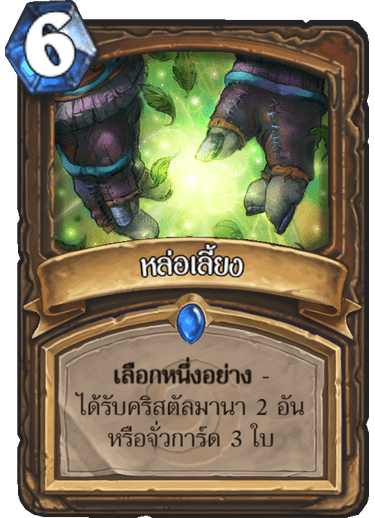 6
หล่อเลี้ยง
เลือกหนึ่งอย่าง -
ได้รับคริสตัลมานา 2 อัน
หรือจั่วการ์ด 3 ใบ